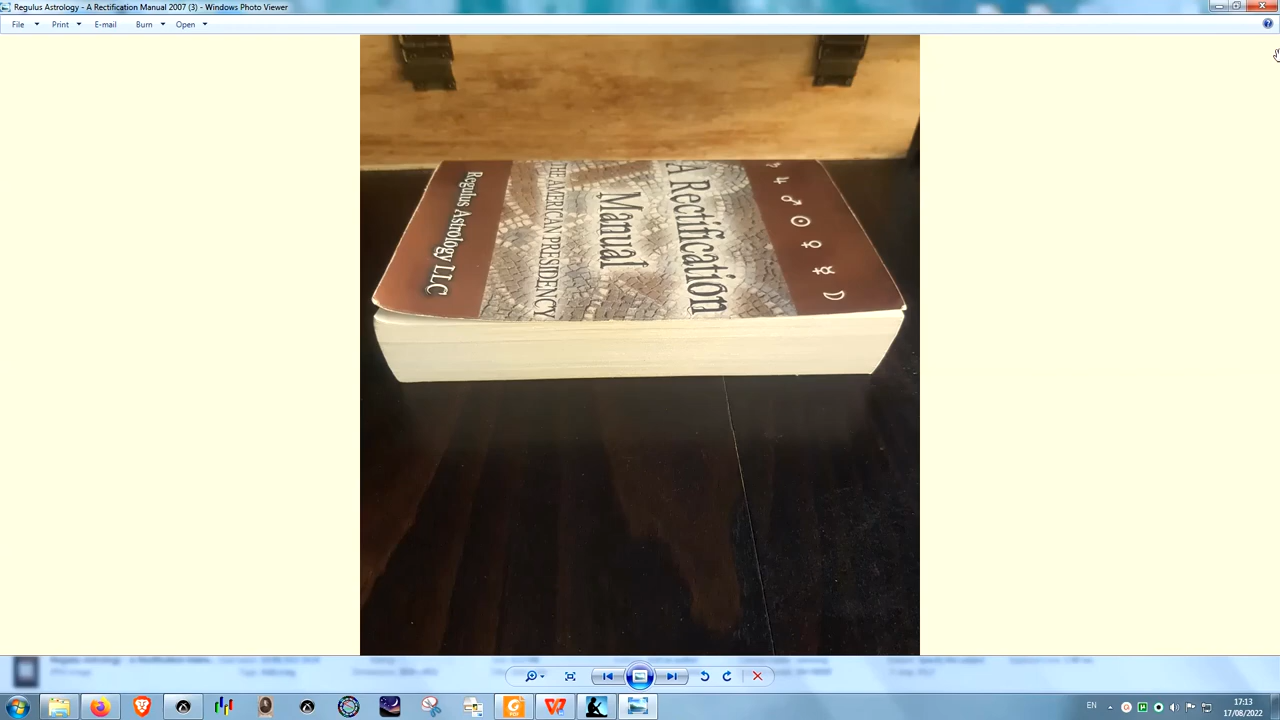 Regulus Astrology - A Rectification Manual 2007 (3) - Windows Photo Viewer
File Print E-mail Burn Open
A Rectification
Manual
THE AMERICAN PRESIDENCY
Regulus Astrology LLC
EN
17:13
17/08/2022